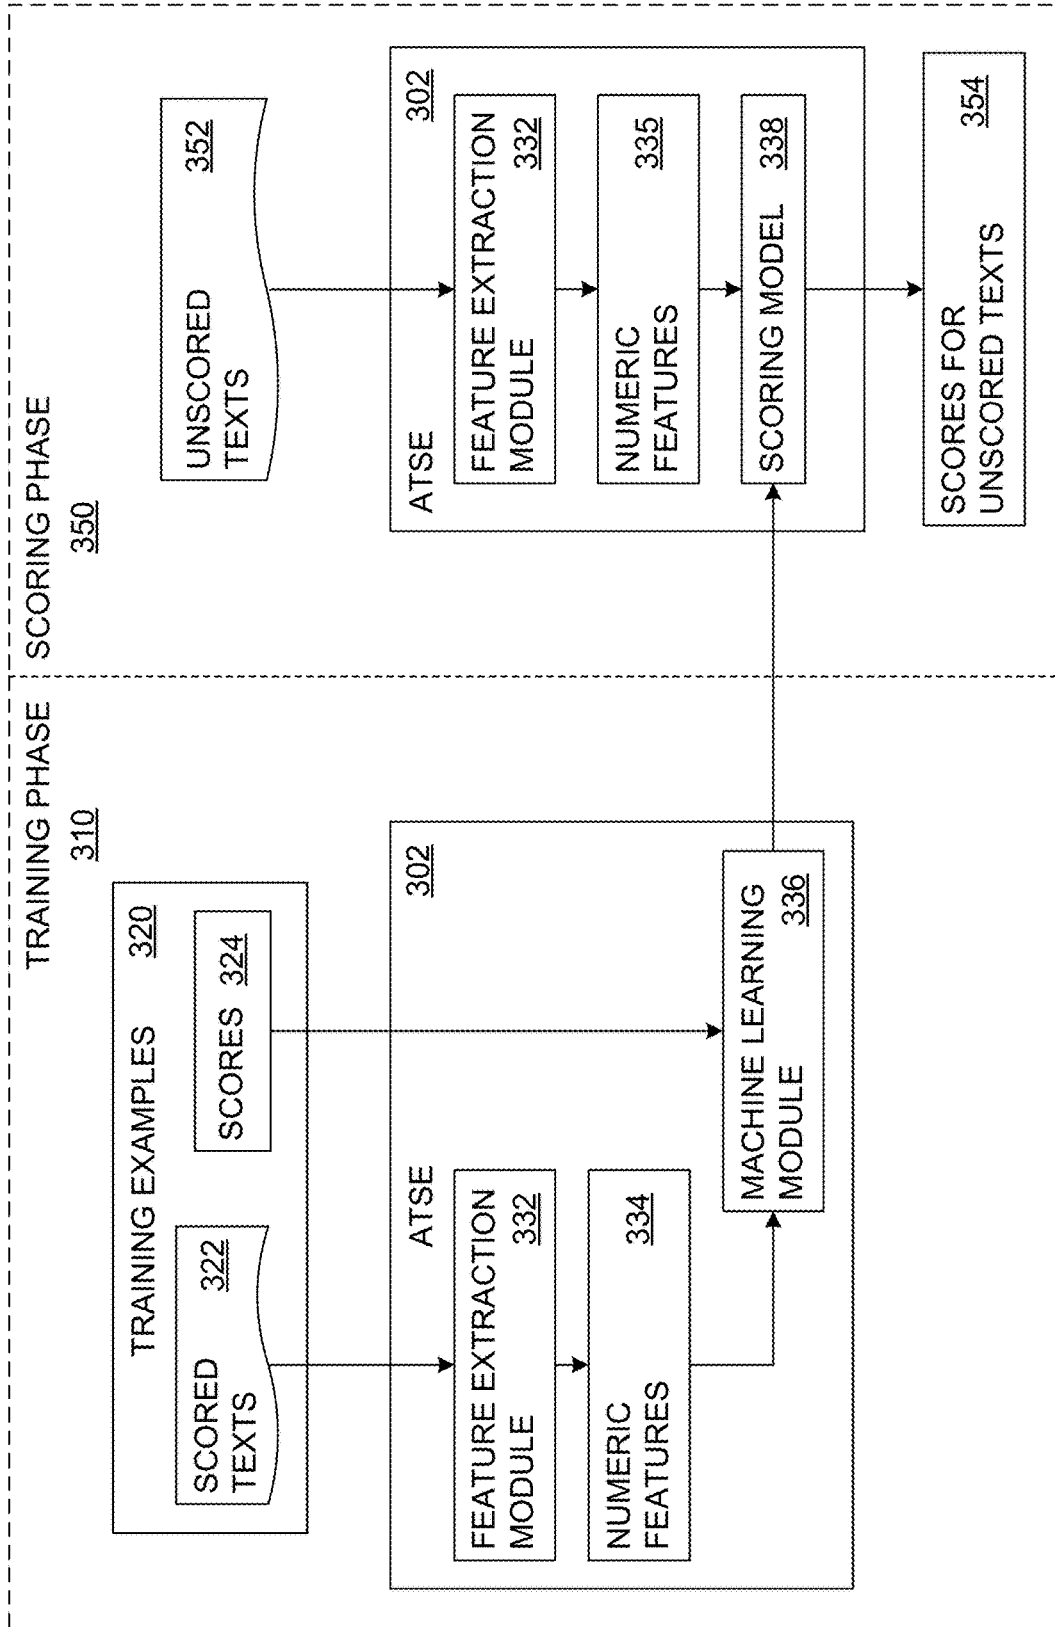 TRAINING PHASE
310
TRAINING EXAMPLES
320
SCORED
TEXTS
322
SCORES 324
ATSE
302
FEATURE EXTRACTION
MODULE
332
NUMERIC
FEATURES
334
MACHINE LEARNING
MODULE
336
SCORING PHASE
350
UNSCORED
TEXTS
352
ATSE
302
FEATURE EXTRACTION
MODULE
332
NUMERIC
FEATURES
335
SCORING MODEL 338
SCORES FOR
UNSCORED TEXTS
354